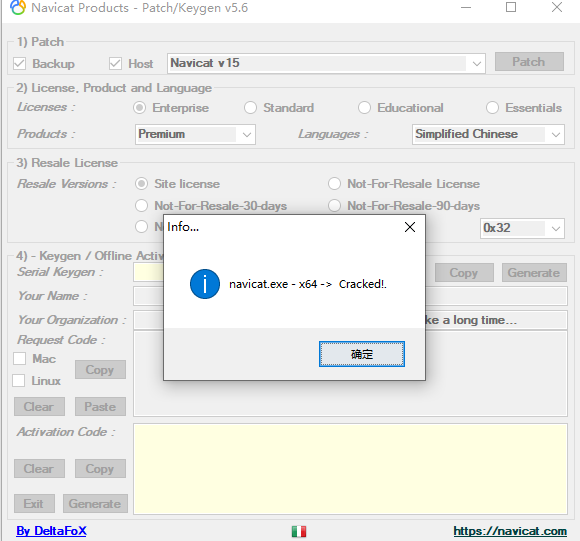 Navicat Products - Patch/Keygen v5.6
1) Patch
Backup Host Navicat v15 Patch
2) License, Product and Language
Licenses : Enterprise Standard Educational Essentials
Products : Premium Languages : Simplified Chinese
3) Resale License
Resale Versions : Site license Not-For-Resale License
Not-For-Resale-30-days Not-For-Resale-90-days
0x32
Info...
navicat.exe - x64 -> Cracked!.
确定
4) - Keygen / Offline Activ
Serial Keygen : Copy Generate
Your Name :
Your Organization : ke a long time...
Request Code :
Mac
Linux
Copy
Clear Paste
Activation Code :
Clear Copy
Exit Generate
By DeltaFoX https://navicat.com